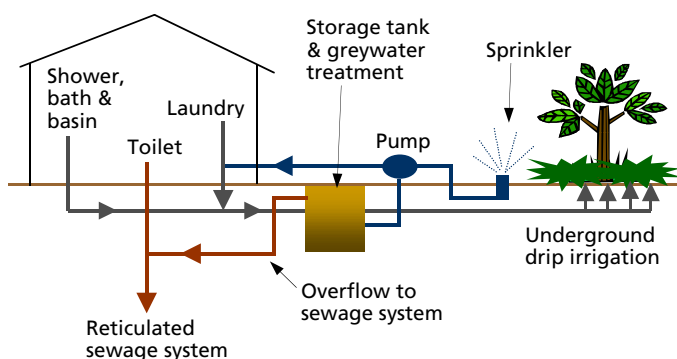 Storage tank
& greywater
treatment
Sprinkler
Shower,
bath &
basin
Laundry
Toilet
Pump
Underground
drip irrigation
Overflow to
sewage system
Reticulated
sewage system